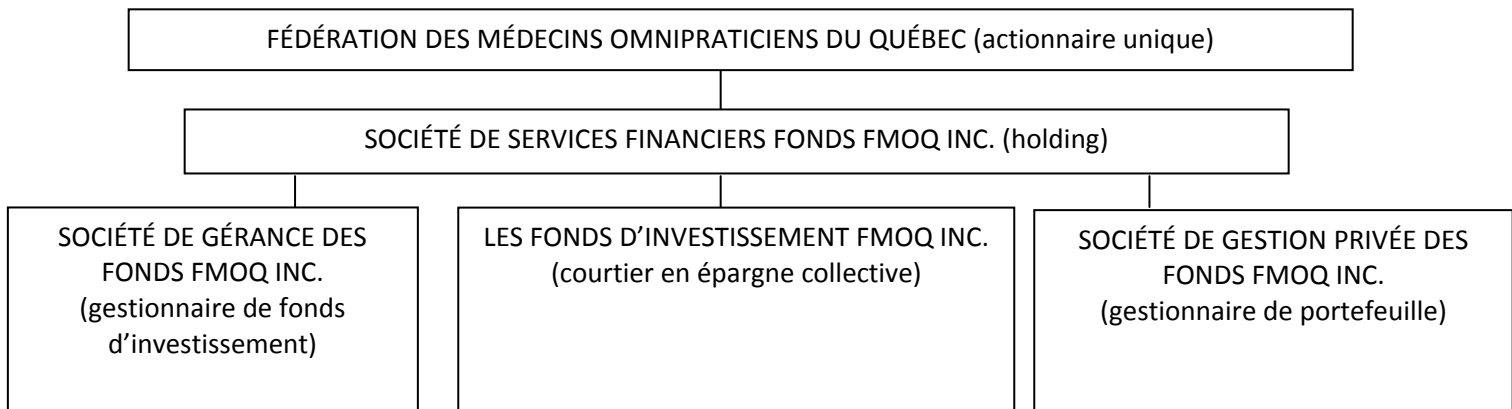 FÉDÉRATION DES MÉDECINS OMNIPRATICIENS DU QUÉBEC (actionnaire unique)
SOCIÉTÉ DE SERVICES FINANCIERS FONDS FMOQ INC. (holding)
SOCIÉTÉ DE GÉRANCE DES
FONDS FMOQ INC.
(gestionnaire de fonds
d’investissement)
LES FONDS D’INVESTISSEMENT FMOQ INC.
(courtier en épargne collective)
SOCIÉTÉ DE GESTION PRIVÉE DES
FONDS FMOQ INC.
(gestionnaire de portefeuille)